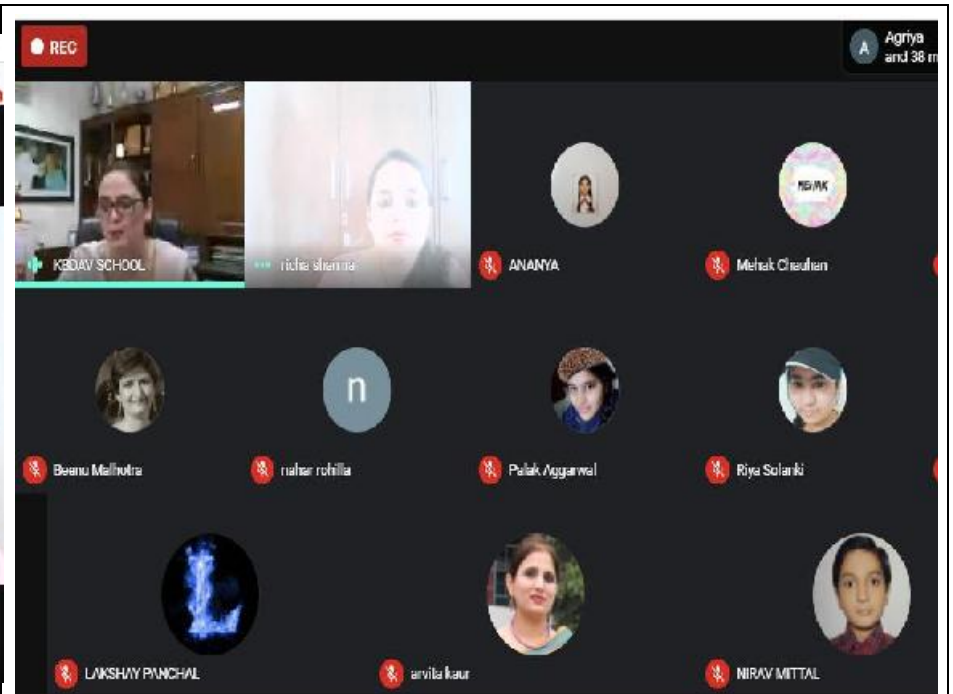 REC
A
Agriya
and 38 m
KBDAV SCHOOL
richa sharma
ANANYA
MEHAK
Mehak Chauhan
Beenu Malhotra
n
nahar rohilla
Palak Aggarwal
Riya Solanki
L
LAKSHAY PANCHAL
arvita kaur
NIRAV MITTAL